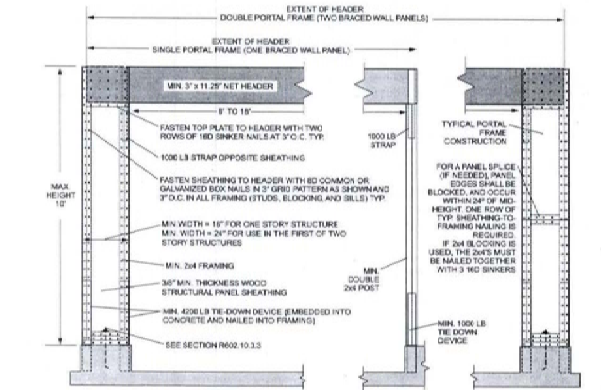 EXTENT OF HEADER
DOUBLE PORTAL FRAME (TWO BRACED WALL PANELS)
EXTENT OF HEADER
SINGLE PORTAL FRAME (ONE BRACED WALL PANEL)
MIN. 3" x 11.25" NET HEADER
FASTEN TOP PLATE TO HEADER WITH TWO
ROWS OF 16D SINKER NAILS AT 3" O.C. TYP.
1000 LB STRAP OPPOSITE SHEATHING
FASTEN SHEATHING TO HEADER WITH 8D COMMON OR
GALVANIZED BOX NAILS IN 3" GRID PATTERN AS SHOWN AND
3" O.C. IN ALL FRAMING (STUDS, BLOCKING, AND SILLS) TYP.
MAX.
HEIGHT
10'
MIN. WIDTH = 16" FOR ONE STORY STRUCTURE
MIN. WIDTH = 24" FOR USE IN THE FIRST OF TWO
STORY STRUCTURES
MIN. 2x4 FRAMING
3/8" MIN. THICKNESS WOOD
STRUCTURAL PANEL SHEATHING
MIN. 4200 LB TIE-DOWN DEVICE (EMBEDDED INTO
CONCRETE AND NAILED INTO FRAMING)
SEE SECTION R602.10.3.3
1000 LB
STRAP
MIN.
DOUBLE
2x4 POST
MIN. 1000 LB
TIE DOWN
DEVICE
TYPICAL PORTAL
FRAME
CONSTRUCTION
FOR A PANEL SPLICE
(IF NEEDED), PANEL
EDGES SHALL BE
BLOCKED, AND OCCUR
WITHIN 24" OF MID-
HEIGHT. ONE ROW OF
TYP. SHEATHING-TO-
FRAMING NAILING IS
REQUIRED.
IF 2x4 BLOCKING IS
USED, THE 2x4'S MUST
BE NAILED TOGETHER
WITH 3 16D SINKERS